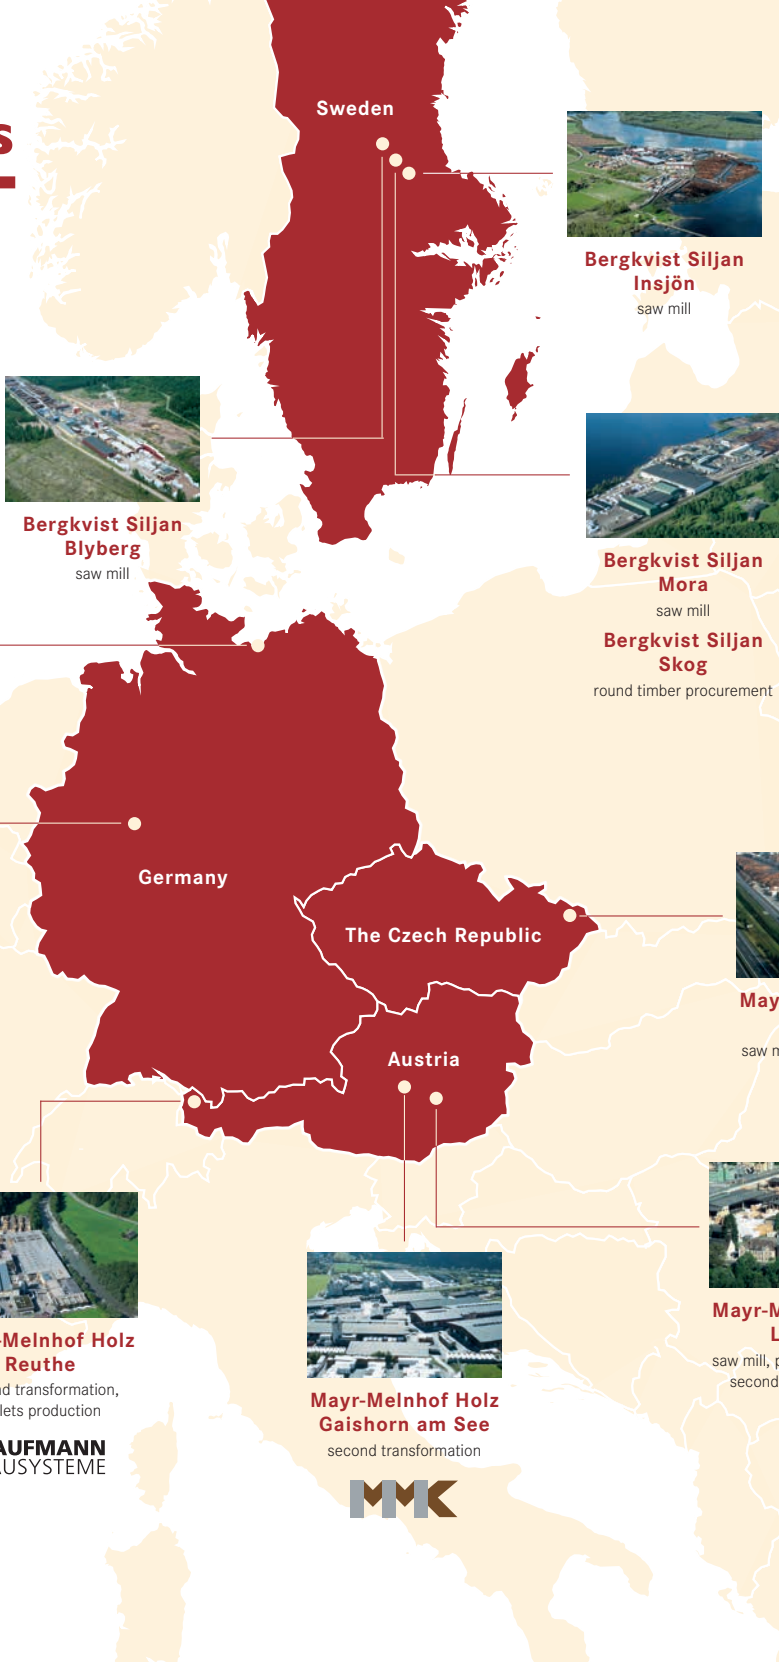 s
Sweden
Bergkvist Siljan
Insjön
saw mill
Bergkvist Siljan
Blyberg
saw mill
Bergkvist Siljan
Mora
saw mill
Bergkvist Siljan
Skog
round timber procurement
Germany
The Czech Republic
May
saw m
Austria
-Melnhof Holz
Reuthe
d transformation,
lets production
AUFMANN
AUSYSTEME
Mayr-Melnhof Holz
Gaishorn am See
second transformation
MMK
Mayr-M
L
saw mill, p
second